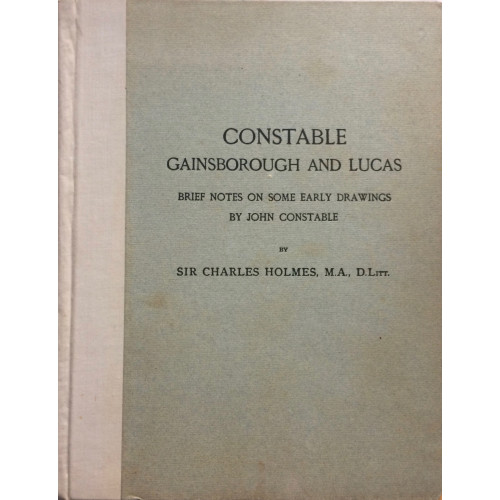 CONSTABLE
GAINSBOROUGH AND LUCAS
BRIEF NOTES ON SOME EARLY DRAWINGS
BY JOHN CONSTABLE
BY
SIR CHARLES HOLMES, M.A., D.LITT.